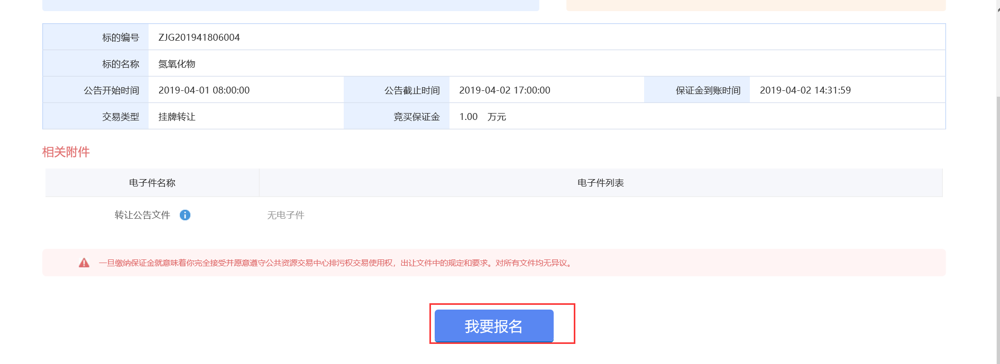 标的编号 ZJG201941806004
标的名称 氮氧化物
公告开始时间 2019-04-01 08:00:00 公告截止时间 2019-04-02 17:00:00 保证金到账时间 2019-04-02 14:31:59
交易类型 挂牌转让 竞买保证金 1.00 万元
相关附件
电子件名称 电子件列表
转让公告文件 无电子件
一旦缴纳保证金就意味着你完全接受并愿意遵守公共资源交易中心排污权交易使用权，出让文件中的规定和要求。对所有文件均无异议。
我要报名